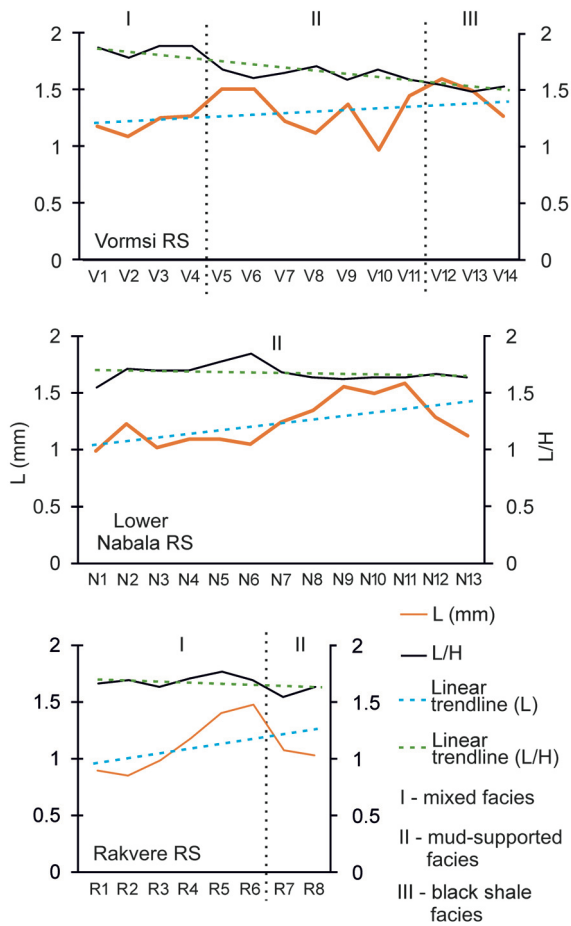 I II III
2 2
1.5 1.5
1 1
0.5 0.5
Vormsi RS
0 0
V1 V2 V3 V4 V5 V6 V7 V8 V9 V10 V11 V12 V13 V14
2 II 2
1.5 1.5
1 1
L (mm) L/H
0.5 0.5
Lower
Nabala RS
0 0
N1 N2 N3 N4 N5 N6 N7 N8 N9 N10 N11 N12 N13
I II
2 2
1.5 1.5
1 1
0.5 0.5
Rakvere RS
0 0
R1 R2 R3 R4 R5 R6 R7 R8
L (mm)
L/H
Linear
trendline (L)
Linear
trendline (L/H)
I - mixed facies
II - mud-supported
facies
III - black shale
facies